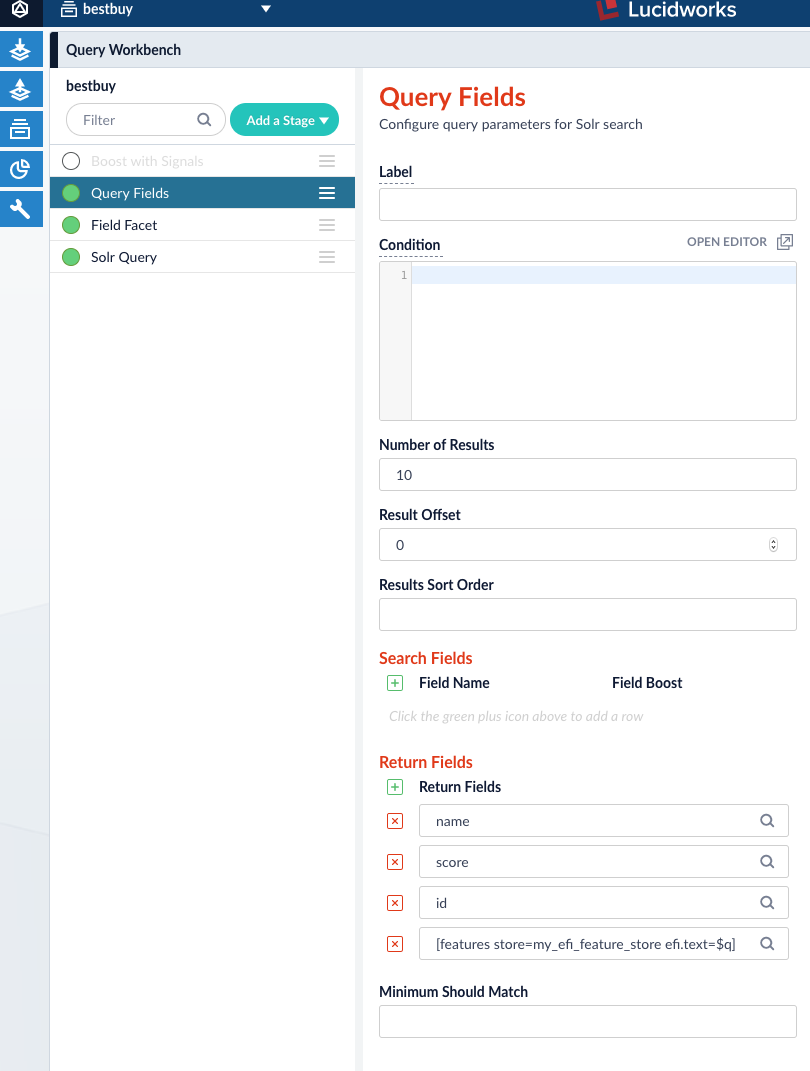 bestbuy
Lucidworks
Query Workbench
bestbuy
Filter
Add a Stage
Boost with Signals
Query Fields
Field Facet
Solr Query
Query Fields
Configure query parameters for Solr search
Label
Condition
OPEN EDITOR
1
Number of Results
10
Result Offset
0
Results Sort Order
Search Fields
Field Name Field Boost
Click the green plus icon above to add a row
Return Fields
Return Fields
name
score
id
[features store=my_efi_feature_store efi.text=$q]
Minimum Should Match